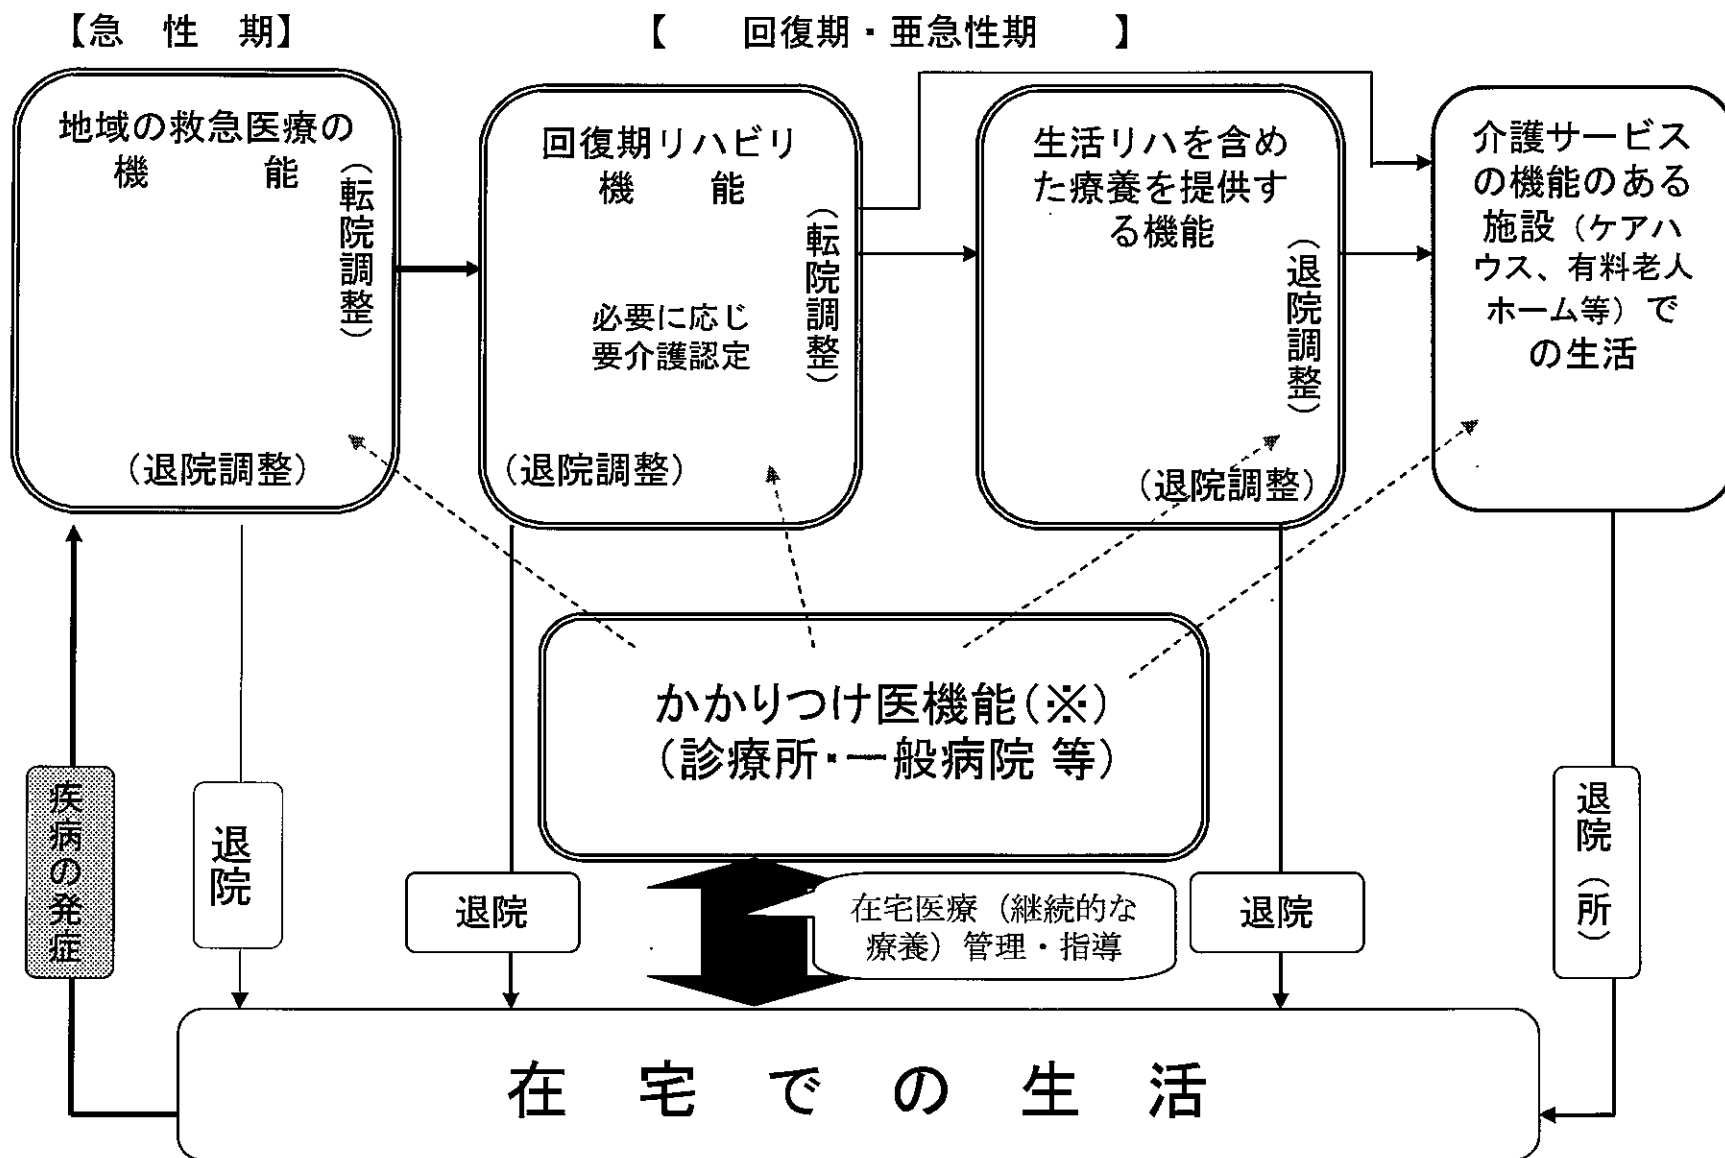 【急　性　期】
【　　回復期・亜急性期　　】
地域の救急医療の
機　　　能
（転院調整）
（退院調整）
回復期リハビリ
機　　能
必要に応じ
要介護認定
（転院調整）
（退院調整）
生活リハを含め
た療養を提供す
る機能
（退院調整）
（退院調整）
介護サービス
の機能のある
施設（ケアハ
ウス、有料老人
ホーム等）で
の生活
かかりつけ医機能（※）
（診療所・一般病院 等）
疾病の発症
退院
退院
在宅医療（継続的な
療養）管理・指導
退院
退院（所）
在　宅　で　の　生　活